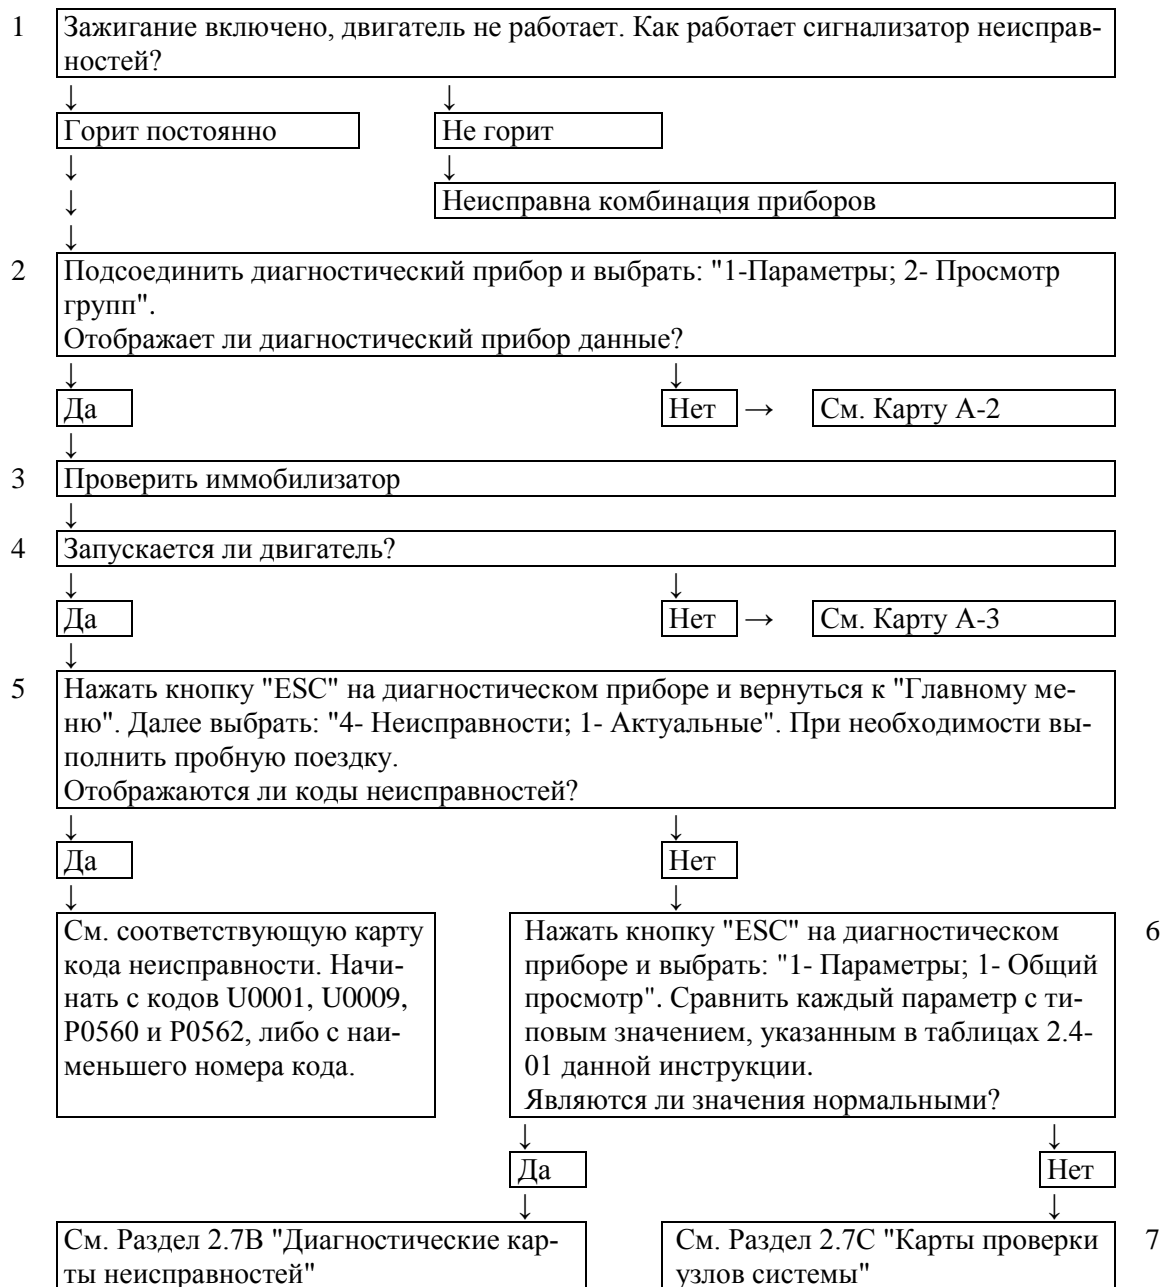 1 Зажигание включено, двигатель не работает. Как работает сигнализатор неисправ-
ностей?
↓ ↓
Горит постоянно Не горит
↓ ↓
↓ Неисправна комбинация приборов
↓
2 Подсоединить диагностический прибор и выбрать: "1-Параметры; 2- Просмотр
групп".
Отображает ли диагностический прибор данные?
↓ ↓
Да Нет → См. Карту А-2
↓
3 Проверить иммобилизатор
↓
4 Запускается ли двигатель?
↓ ↓
Да Нет → См. Карту А-3
↓
5 Нажать кнопку "ESC" на диагностическом приборе и вернуться к "Главному ме-
ню". Далее выбрать: "4- Неисправности; 1- Актуальные". При необходимости вы-
полнить пробную поездку.
Отображаются ли коды неисправностей?
↓ ↓
Да Нет
↓ ↓
См. соответствующую карту
кода неисправности. Начи-
нать с кодов U0001, U0009,
P0560 и P0562, либо с наи-
меньшего номера кода.
Нажать кнопку "ESC" на диагностическом 6
приборе и выбрать: "1- Параметры; 1- Общий
просмотр". Сравнить каждый параметр с ти-
повым значением, указанным в таблицах 2.4-
01 данной инструкции.
Являются ли значения нормальными?
↓ ↓
Да Нет
↓ ↓
См. Раздел 2.7В "Диагностические кар-
ты неисправностей"
См. Раздел 2.7С "Карты проверки 7
узлов системы"